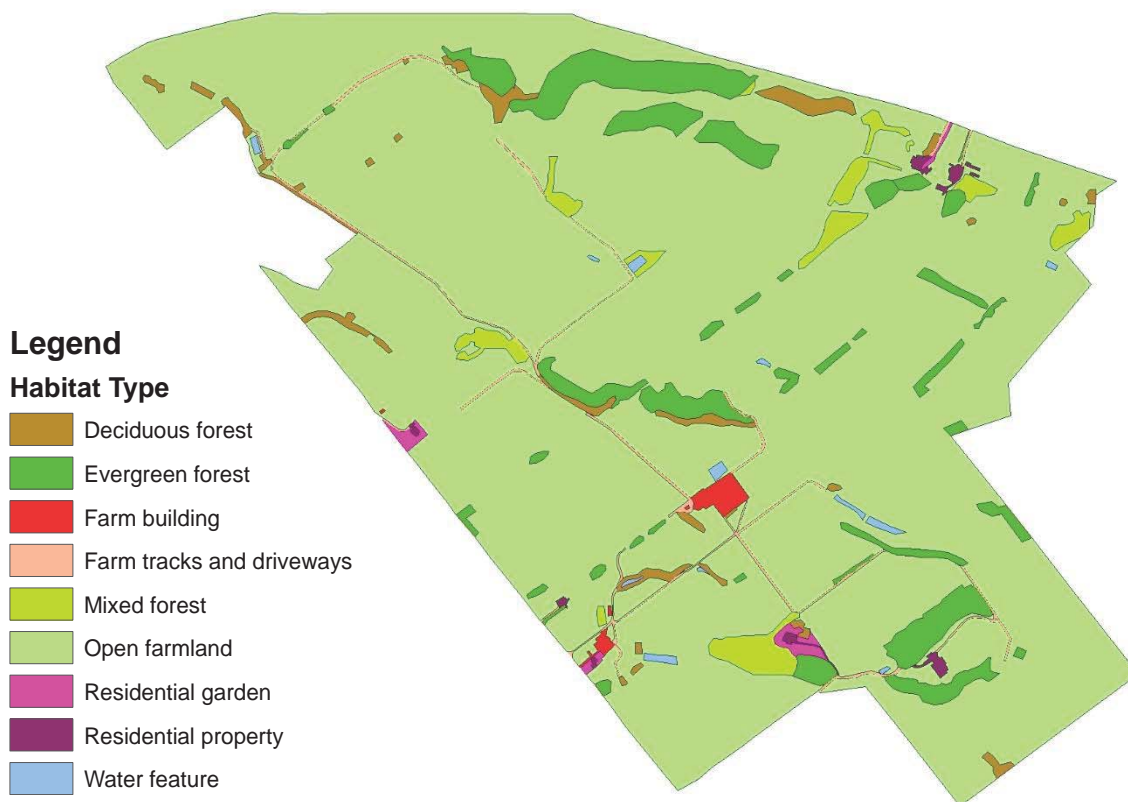 Legend
Habitat Type
Deciduous forest
Evergreen forest
Farm building
Farm tracks and driveways
Mixed forest
Open farmland
Residential garden
Residential property
Water feature